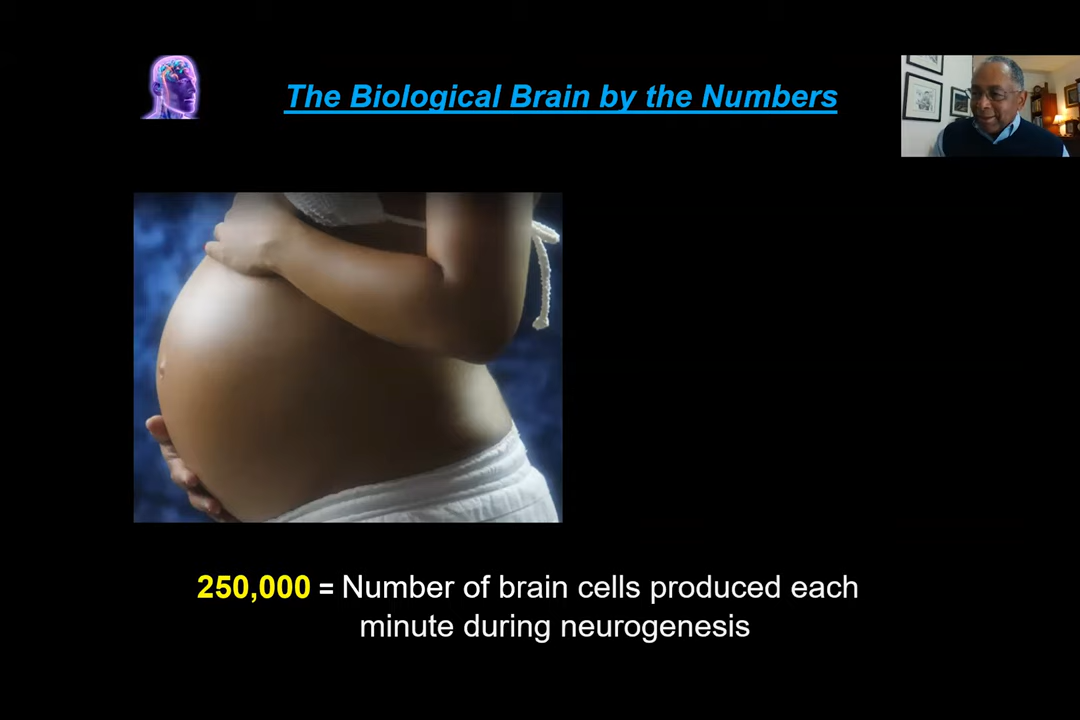 The Biological Brain by the Numbers
250,000 = Number of brain cells produced each
minute during neurogenesis